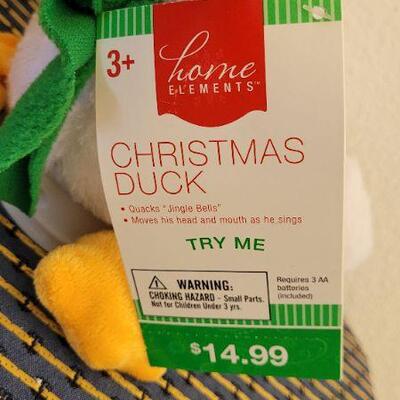 3+
home
ELEMENTS™
CHRISTMAS
DUCK
• Quacks "Jingle Bells"
• Moves his head and mouth as he sings
TRY ME
WARNING:
CHOKING HAZARD - Small Parts.
Not for Children Under 3 yrs.
Requires 3 AA
batteries
(included)
$14.99